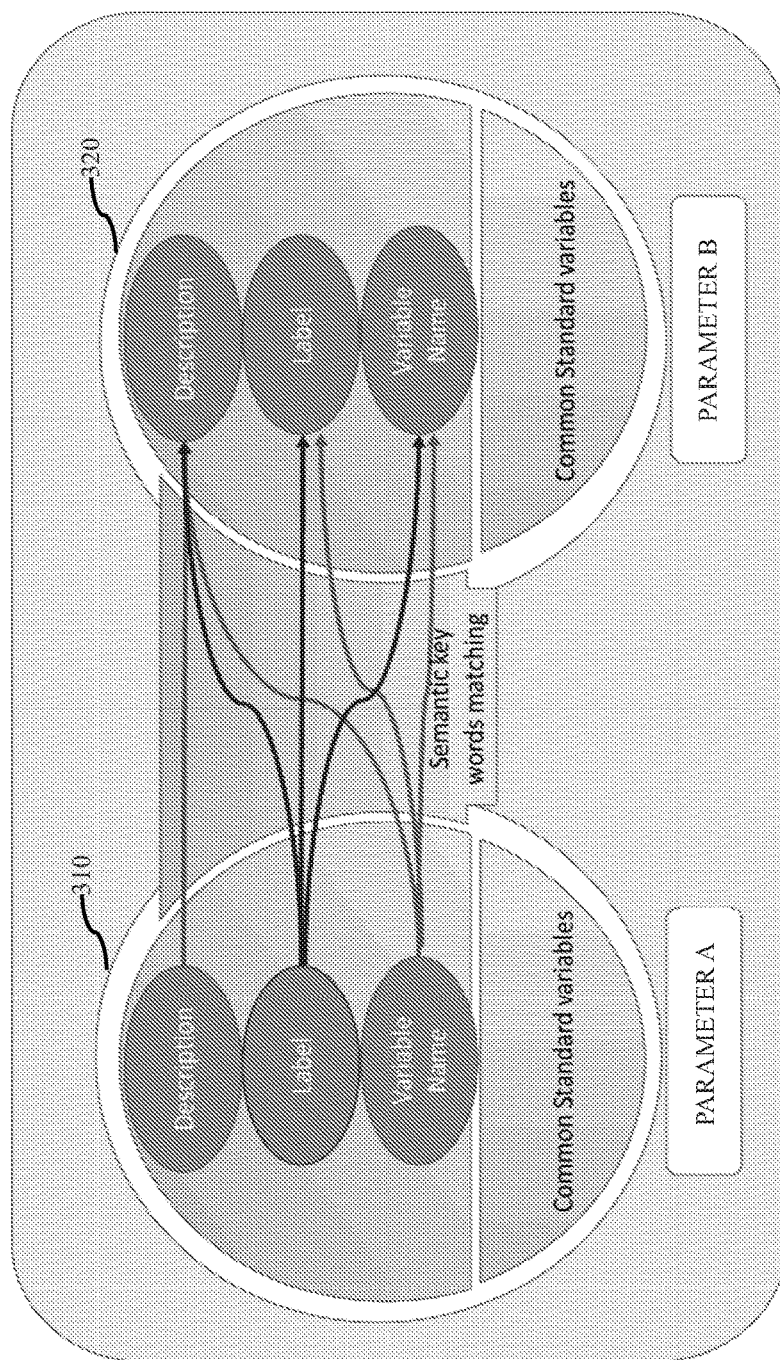 310
320
Description
Label
Variable
Name
Description
Label
Variable
Name
Semantic key
words matching
Common Standard variables
Common Standard variables
PARAMETER A
PARAMETER B